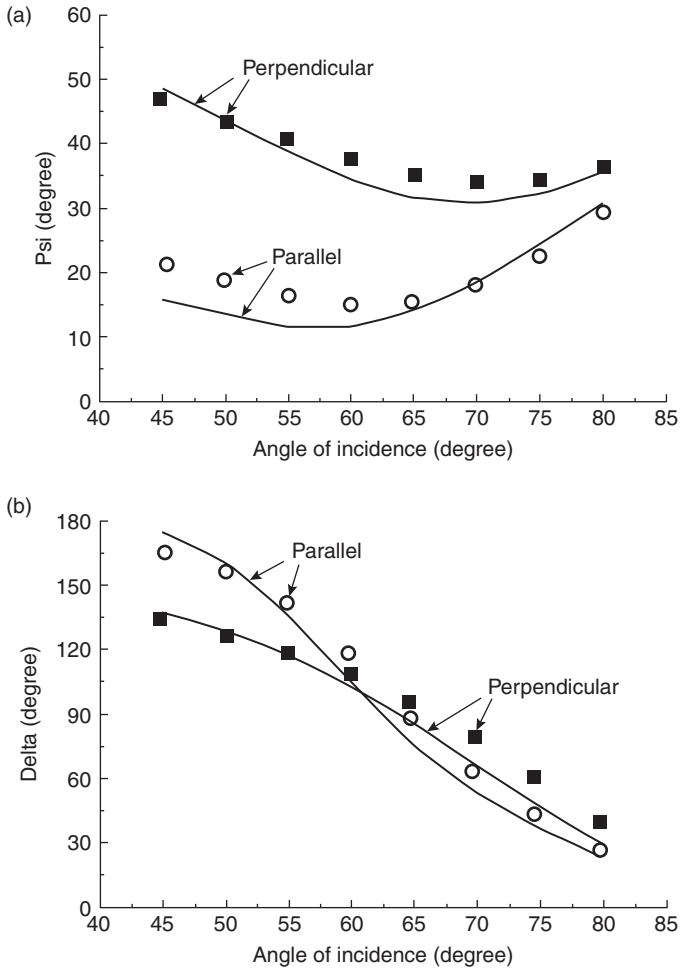 (a)
60
50
40
30
20
10
0
Psi (degree)
Perpendicular
Parallel
40 45 50 55 60 65 70 75 80 85
Angle of incidence (degree)
(b)
180
150
120
90
60
30
0
Delta (degree)
Parallel
Perpendicular
40 45 50 55 60 65 70 75 80 85
Angle of incidence (degree)